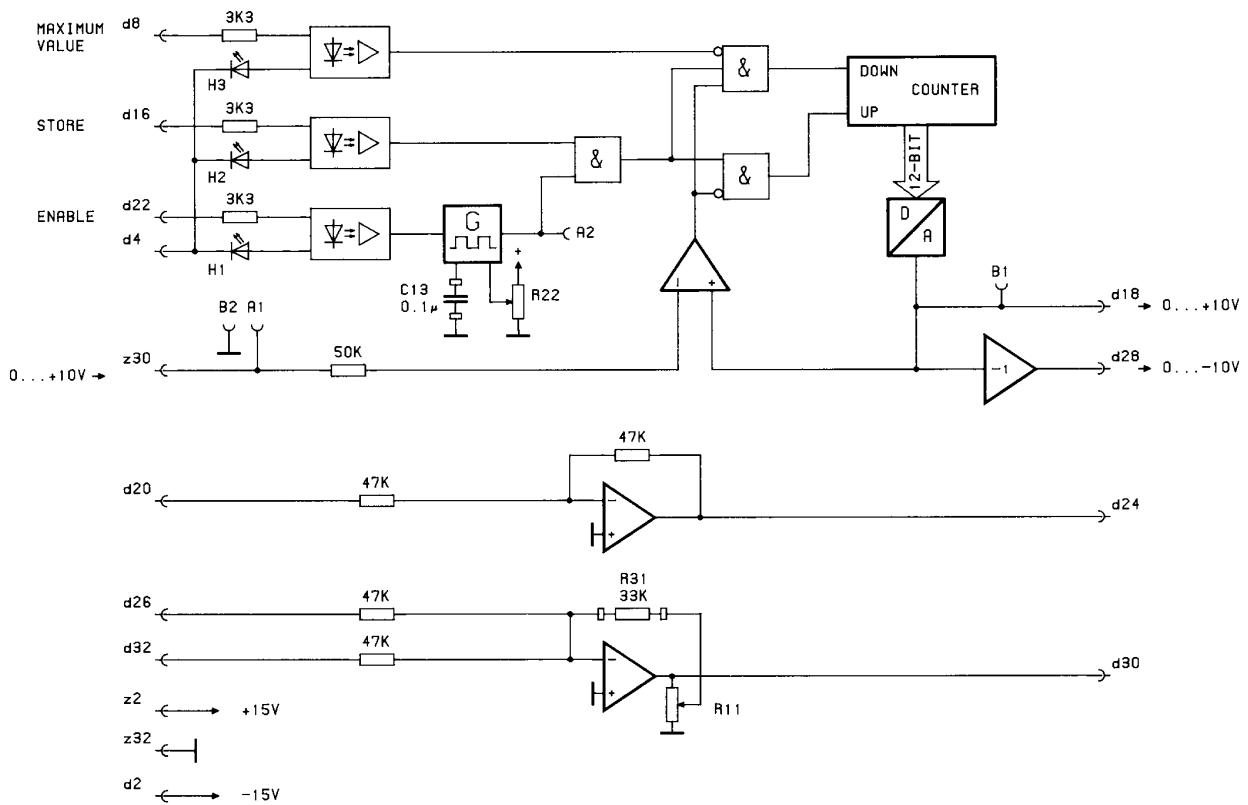 MAXIMUM VALUE
d8
3K3
H3
&
DOWN
COUNTER
UP
STORE
d16
3K3
H2
&
&
12-BIT
ENABLE
d22
3K3
d4
H1
G
A2
D
A
+
C13
0.1µ
R22
- +
B1
d18
0...+10V
B2 A1
0...+10V
z30
50K
-1
d28
0...-10V
47K
d20
47K
-
+
d24
R31
33K
d26
47K
d32
47K
-
+
d30
R11
z2
+15V
z32
d2
-15V